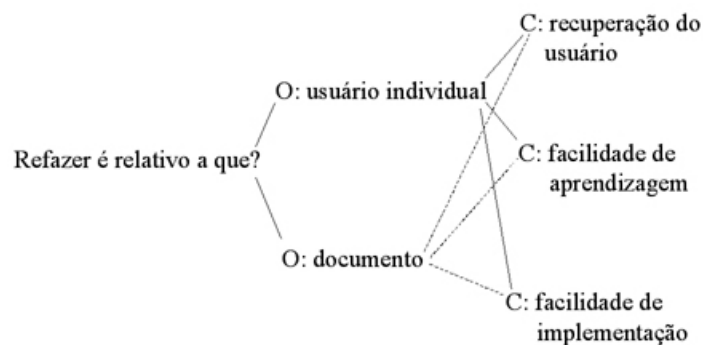 C: recuperação do
usuário
O: usuário individual
Refazer é relativo a que?
C: facilidade de
aprendizagem
O: documento
C: facilidade de
implementação